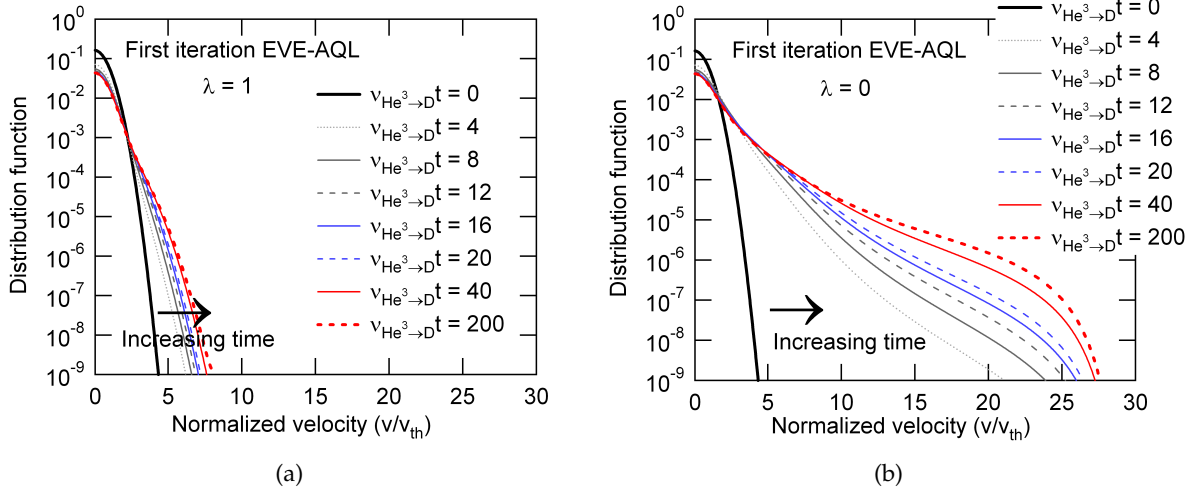 10⁰
10⁻¹
10⁻²
10⁻³
10⁻⁴
10⁻⁵
10⁻⁶
10⁻⁷
10⁻⁸
10⁻⁹
Distribution function
First iteration EVE-AQL
λ = 1
ν_He³→D t = 0
ν_He³→D t = 4
ν_He³→D t = 8
ν_He³→D t = 12
ν_He³→D t = 16
ν_He³→D t = 20
ν_He³→D t = 40
ν_He³→D t = 200
Increasing time
0 5 10 15 20 25 30
Normalized velocity (v/v_th)
(a)
10⁰
10⁻¹
10⁻²
10⁻³
10⁻⁴
10⁻⁵
10⁻⁶
10⁻⁷
10⁻⁸
10⁻⁹
Distribution function
First iteration EVE-AQL
λ = 0
ν_He³→D t = 0
ν_He³→D t = 4
ν_He³→D t = 8
ν_He³→D t = 12
ν_He³→D t = 16
ν_He³→D t = 20
ν_He³→D t = 40
ν_He³→D t = 200
Increasing time
0 5 10 15 20 25 30
Normalized velocity (v/v_th)
(b)